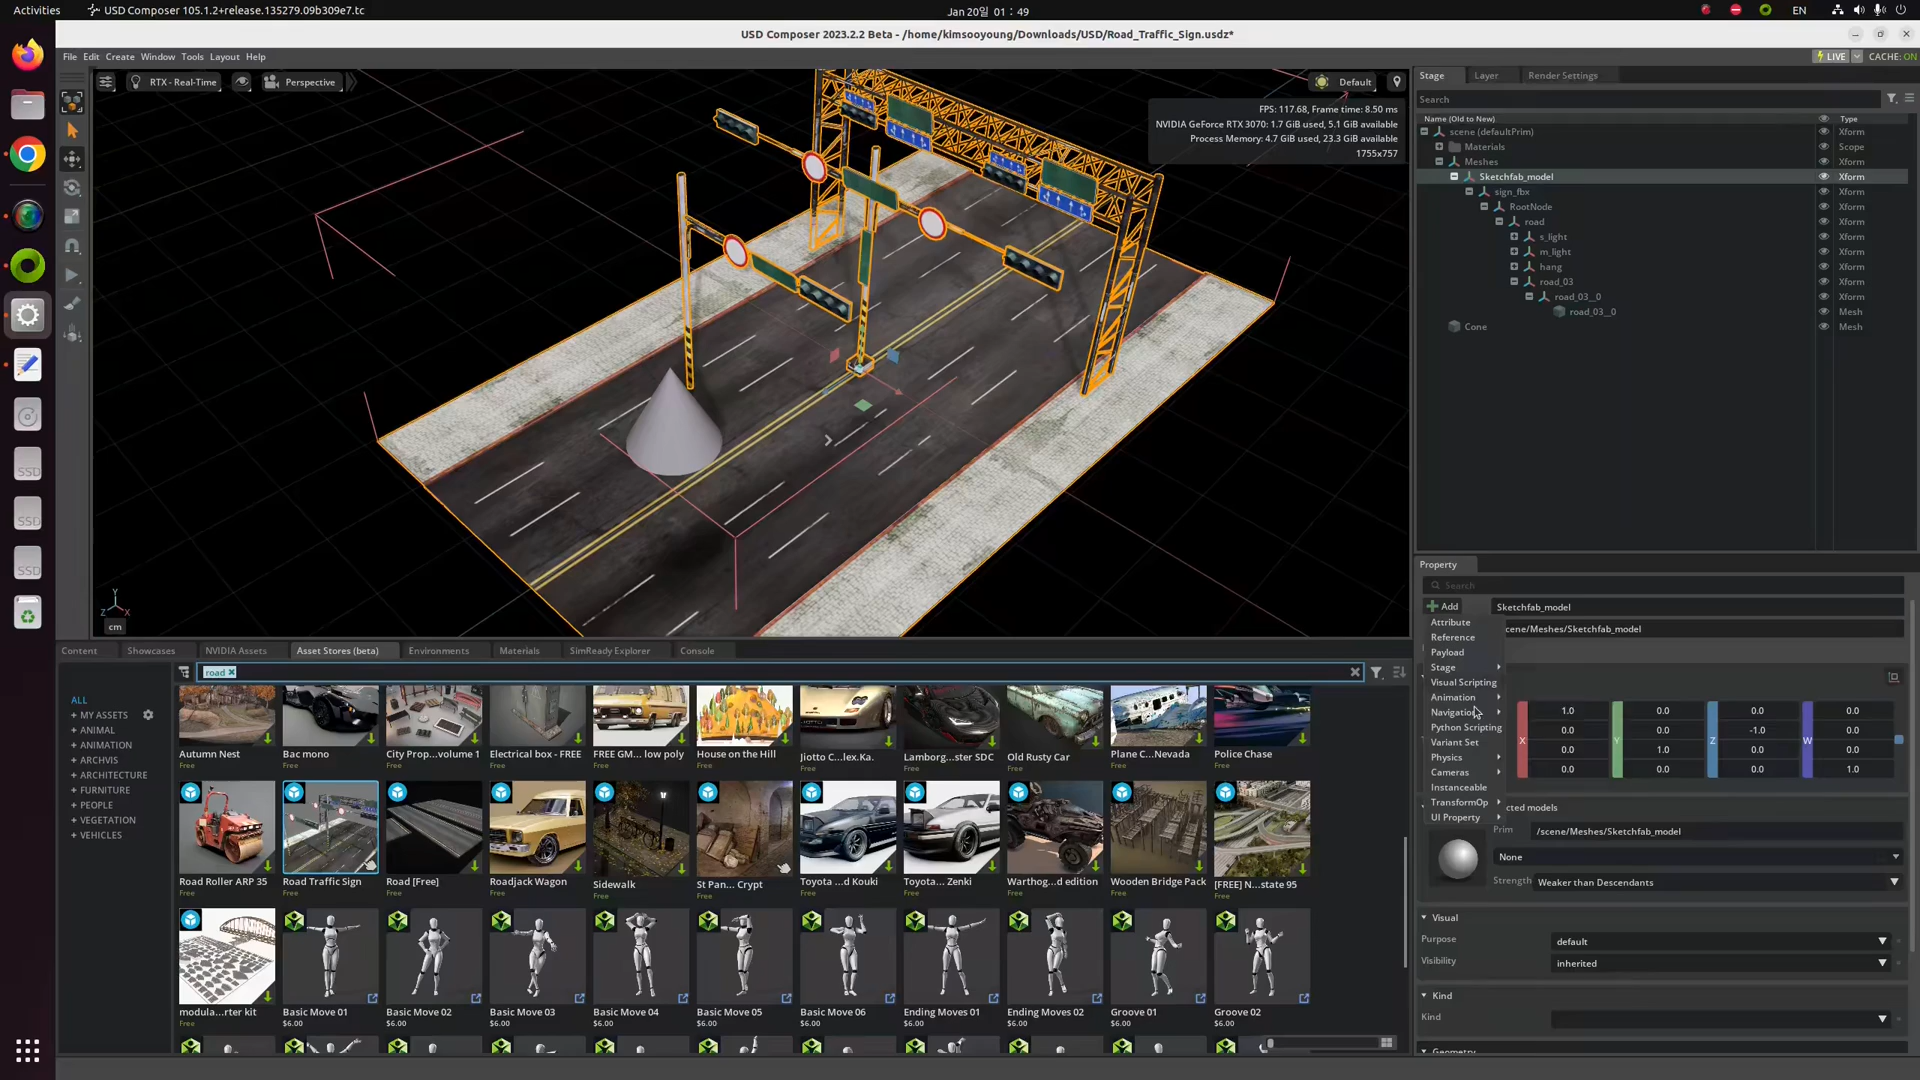 Activities
USD Composer 105.1.2+release.135279.09b309e7.tc
Jan 20일 01 : 49
EN
USD Composer 2023.2.2 Beta - /home/kimsooyoung/Downloads/USD/Road_Traffic_Sign.usdz*
File Edit Create Window Tools Layout Help
LIVE
CACHE: ON
RTX - Real-Time
Perspective
Default
FPS: 117.68, Frame time: 8.50 ms
NVIDIA GeForce RTX 3070: 1.7 GiB used, 5.1 GiB available
Process Memory: 4.7 GiB used, 23.3 GiB available
1755x757
Y
Z
X
cm
Stage Layer Render Settings
Search
Name (Old to New) Type
scene (defaultPrim) Xform
Materials Scope
Meshes Xform
Sketchfab_model Xform
sign_fbx Xform
RootNode Xform
road Xform
s_light Xform
m_light Xform
hang Xform
road_03 Xform
road_03__0 Xform
road_03__0 Mesh
Cone Mesh
SSD
SSD
SSD
Content Showcases NVIDIA Assets Asset Stores (beta) Environments Materials SimReady Explorer Console
road
ALL
+ MY ASSETS
+ ANIMAL
+ ANIMATION
+ ARCHVIS
+ ARCHITECTURE
+ FURNITURE
+ PEOPLE
+ VEGETATION
+ VEHICLES
Autumn Nest Bac mono City Prop...volume 1 Electrical box - FREE FREE GM... low poly House on the Hill Jiotto C...lex.Ka. Lamborg...ster SDC Old Rusty Car Plane C...Nevada Police Chase
Free Free Free Free Free Free Free Free Free Free Free
Road Roller ARP 35 Road Traffic Sign Road [Free] Roadjack Wagon Sidewalk St Pan... Crypt Toyota ...d Kouki Toyota... Zenki Warthog...d edition Wooden Bridge Pack [FREE] N...state 95
Free Free Free Free Free Free Free Free Free Free Free
modula...rter kit Basic Move 01 Basic Move 02 Basic Move 03 Basic Move 04 Basic Move 05 Basic Move 06 Ending Moves 01 Ending Moves 02 Groove 01 Groove 02
Free $6.00 $6.00 $6.00 $6.00 $6.00 $6.00 $6.00 $6.00 $6.00 $6.00
Property
Search
Add Sketchfab_model
Attribute
cene/Meshes/Sketchfab_model
Reference
Payload
Stage
Visual Scripting
Animation
Navigation
Python Scripting
Variant Set
Physics
Cameras
Instanceable
TransformOp
UI Property
X Y Z W
1.0 0.0 0.0 0.0
0.0 0.0 -1.0 0.0
0.0 1.0 0.0 0.0
0.0 0.0 0.0 1.0
cted models
Prim /scene/Meshes/Sketchfab_model
None
Strength Weaker than Descendants
Visual
Purpose default
Visibility inherited
Kind
Kind
Geometry